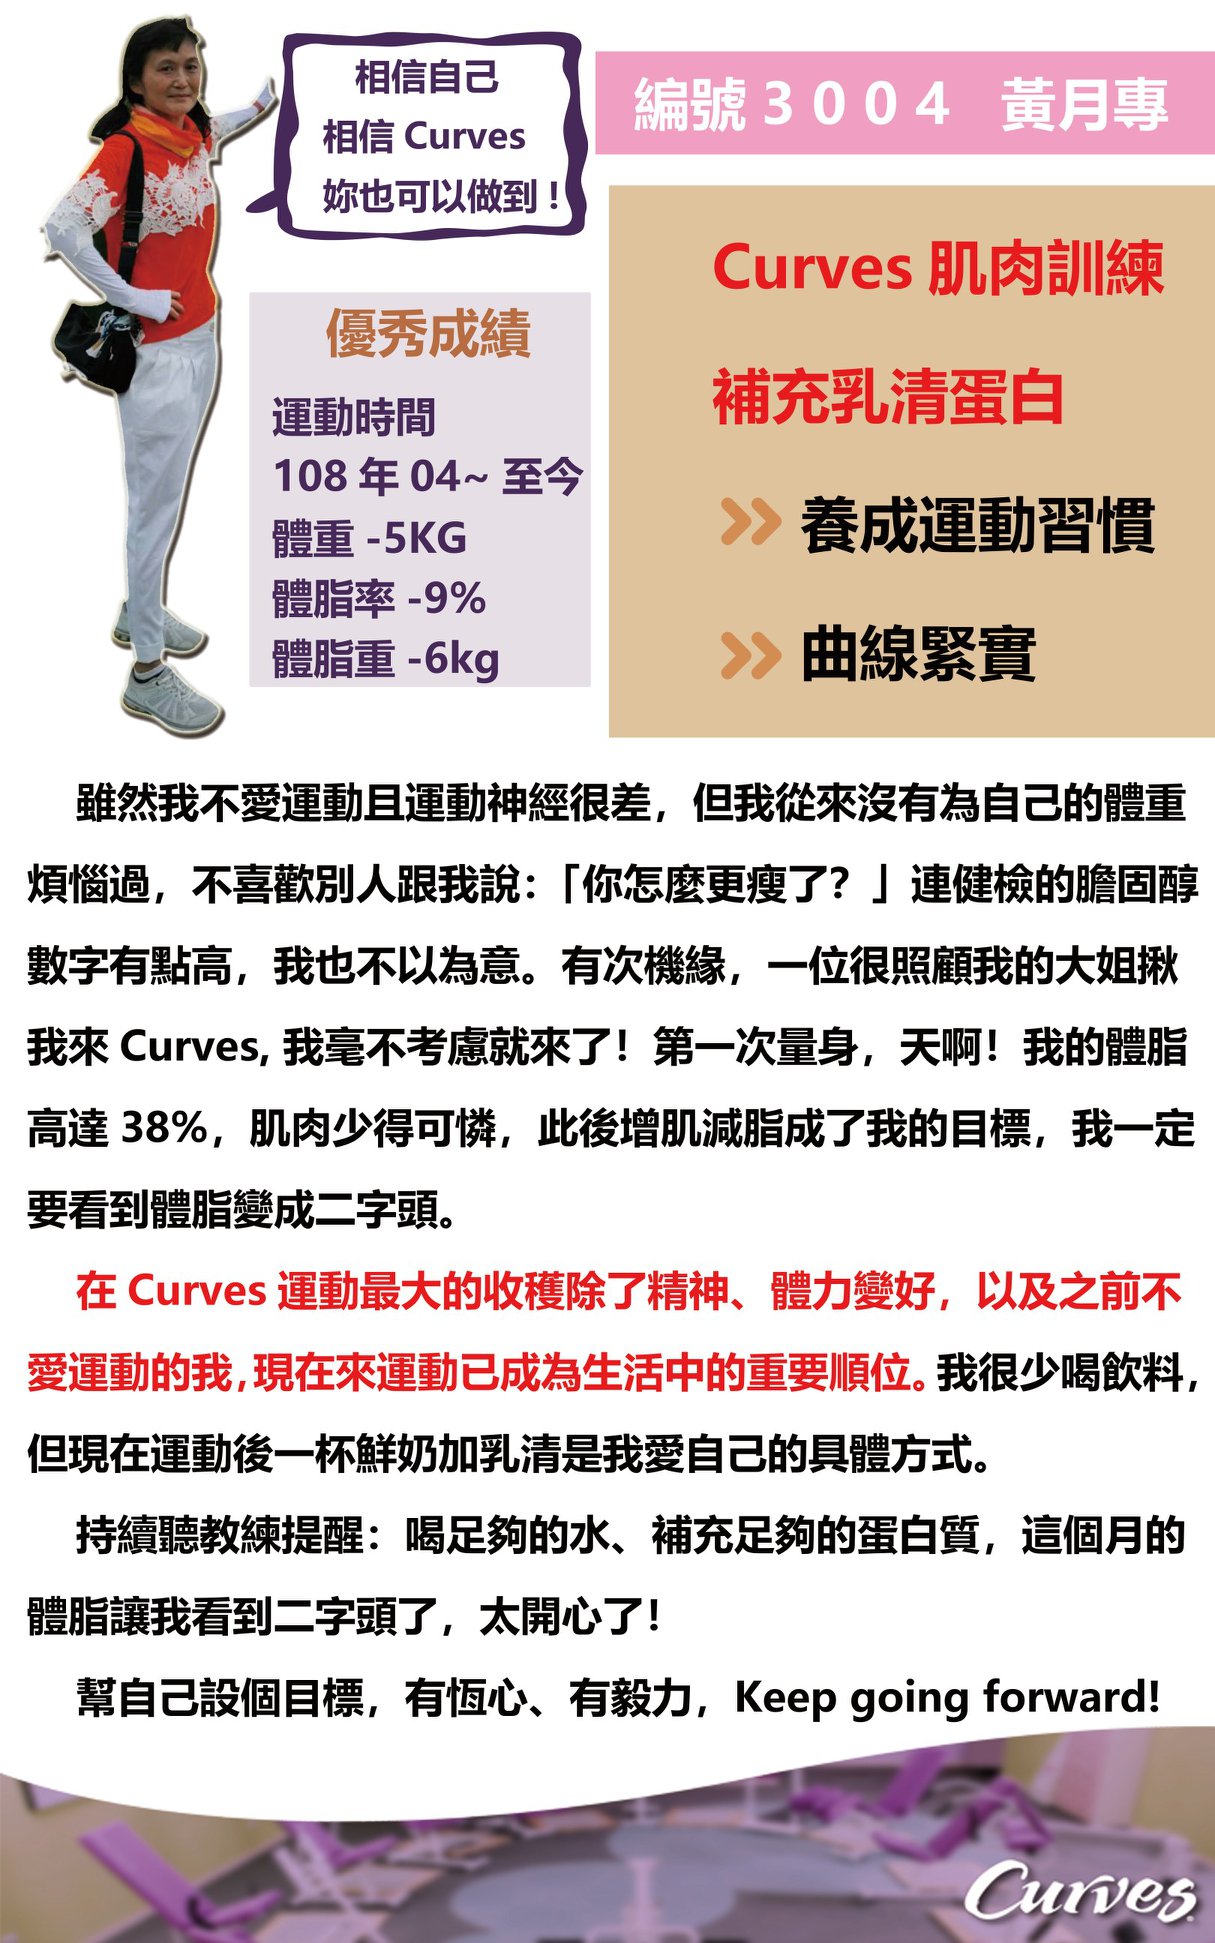 相信自己
相信 Curves
妳也可以做到！
編號 3 0 0 4 黃月專
優秀成績
運動時間
108 年 04~ 至今
體重 -5KG
體脂率 -9%
體脂重 -6kg
Curves 肌肉訓練
補充乳清蛋白
養成運動習慣
曲線緊實
雖然我不愛運動且運動神經很差，但我從來沒有為自己的體重
煩惱過，不喜歡別人跟我說：「你怎麼更瘦了？」連健檢的膽固醇
數字有點高，我也不以為意。有次機緣，一位很照顧我的大姐揪
我來 Curves, 我毫不考慮就來了！第一次量身，天啊！我的體脂
高達 38%，肌肉少得可憐，此後增肌減脂成了我的目標，我一定
要看到體脂變成二字頭。
在 Curves 運動最大的收穫除了精神、體力變好，以及之前不
愛運動的我，現在來運動已成為生活中的重要順位。我很少喝飲料，
但現在運動後一杯鮮奶加乳清是我愛自己的具體方式。
持續聽教練提醒：喝足夠的水、補充足夠的蛋白質，這個月的
體脂讓我看到二字頭了，太開心了！
幫自己設個目標，有恆心、有毅力，Keep going forward!
Curves